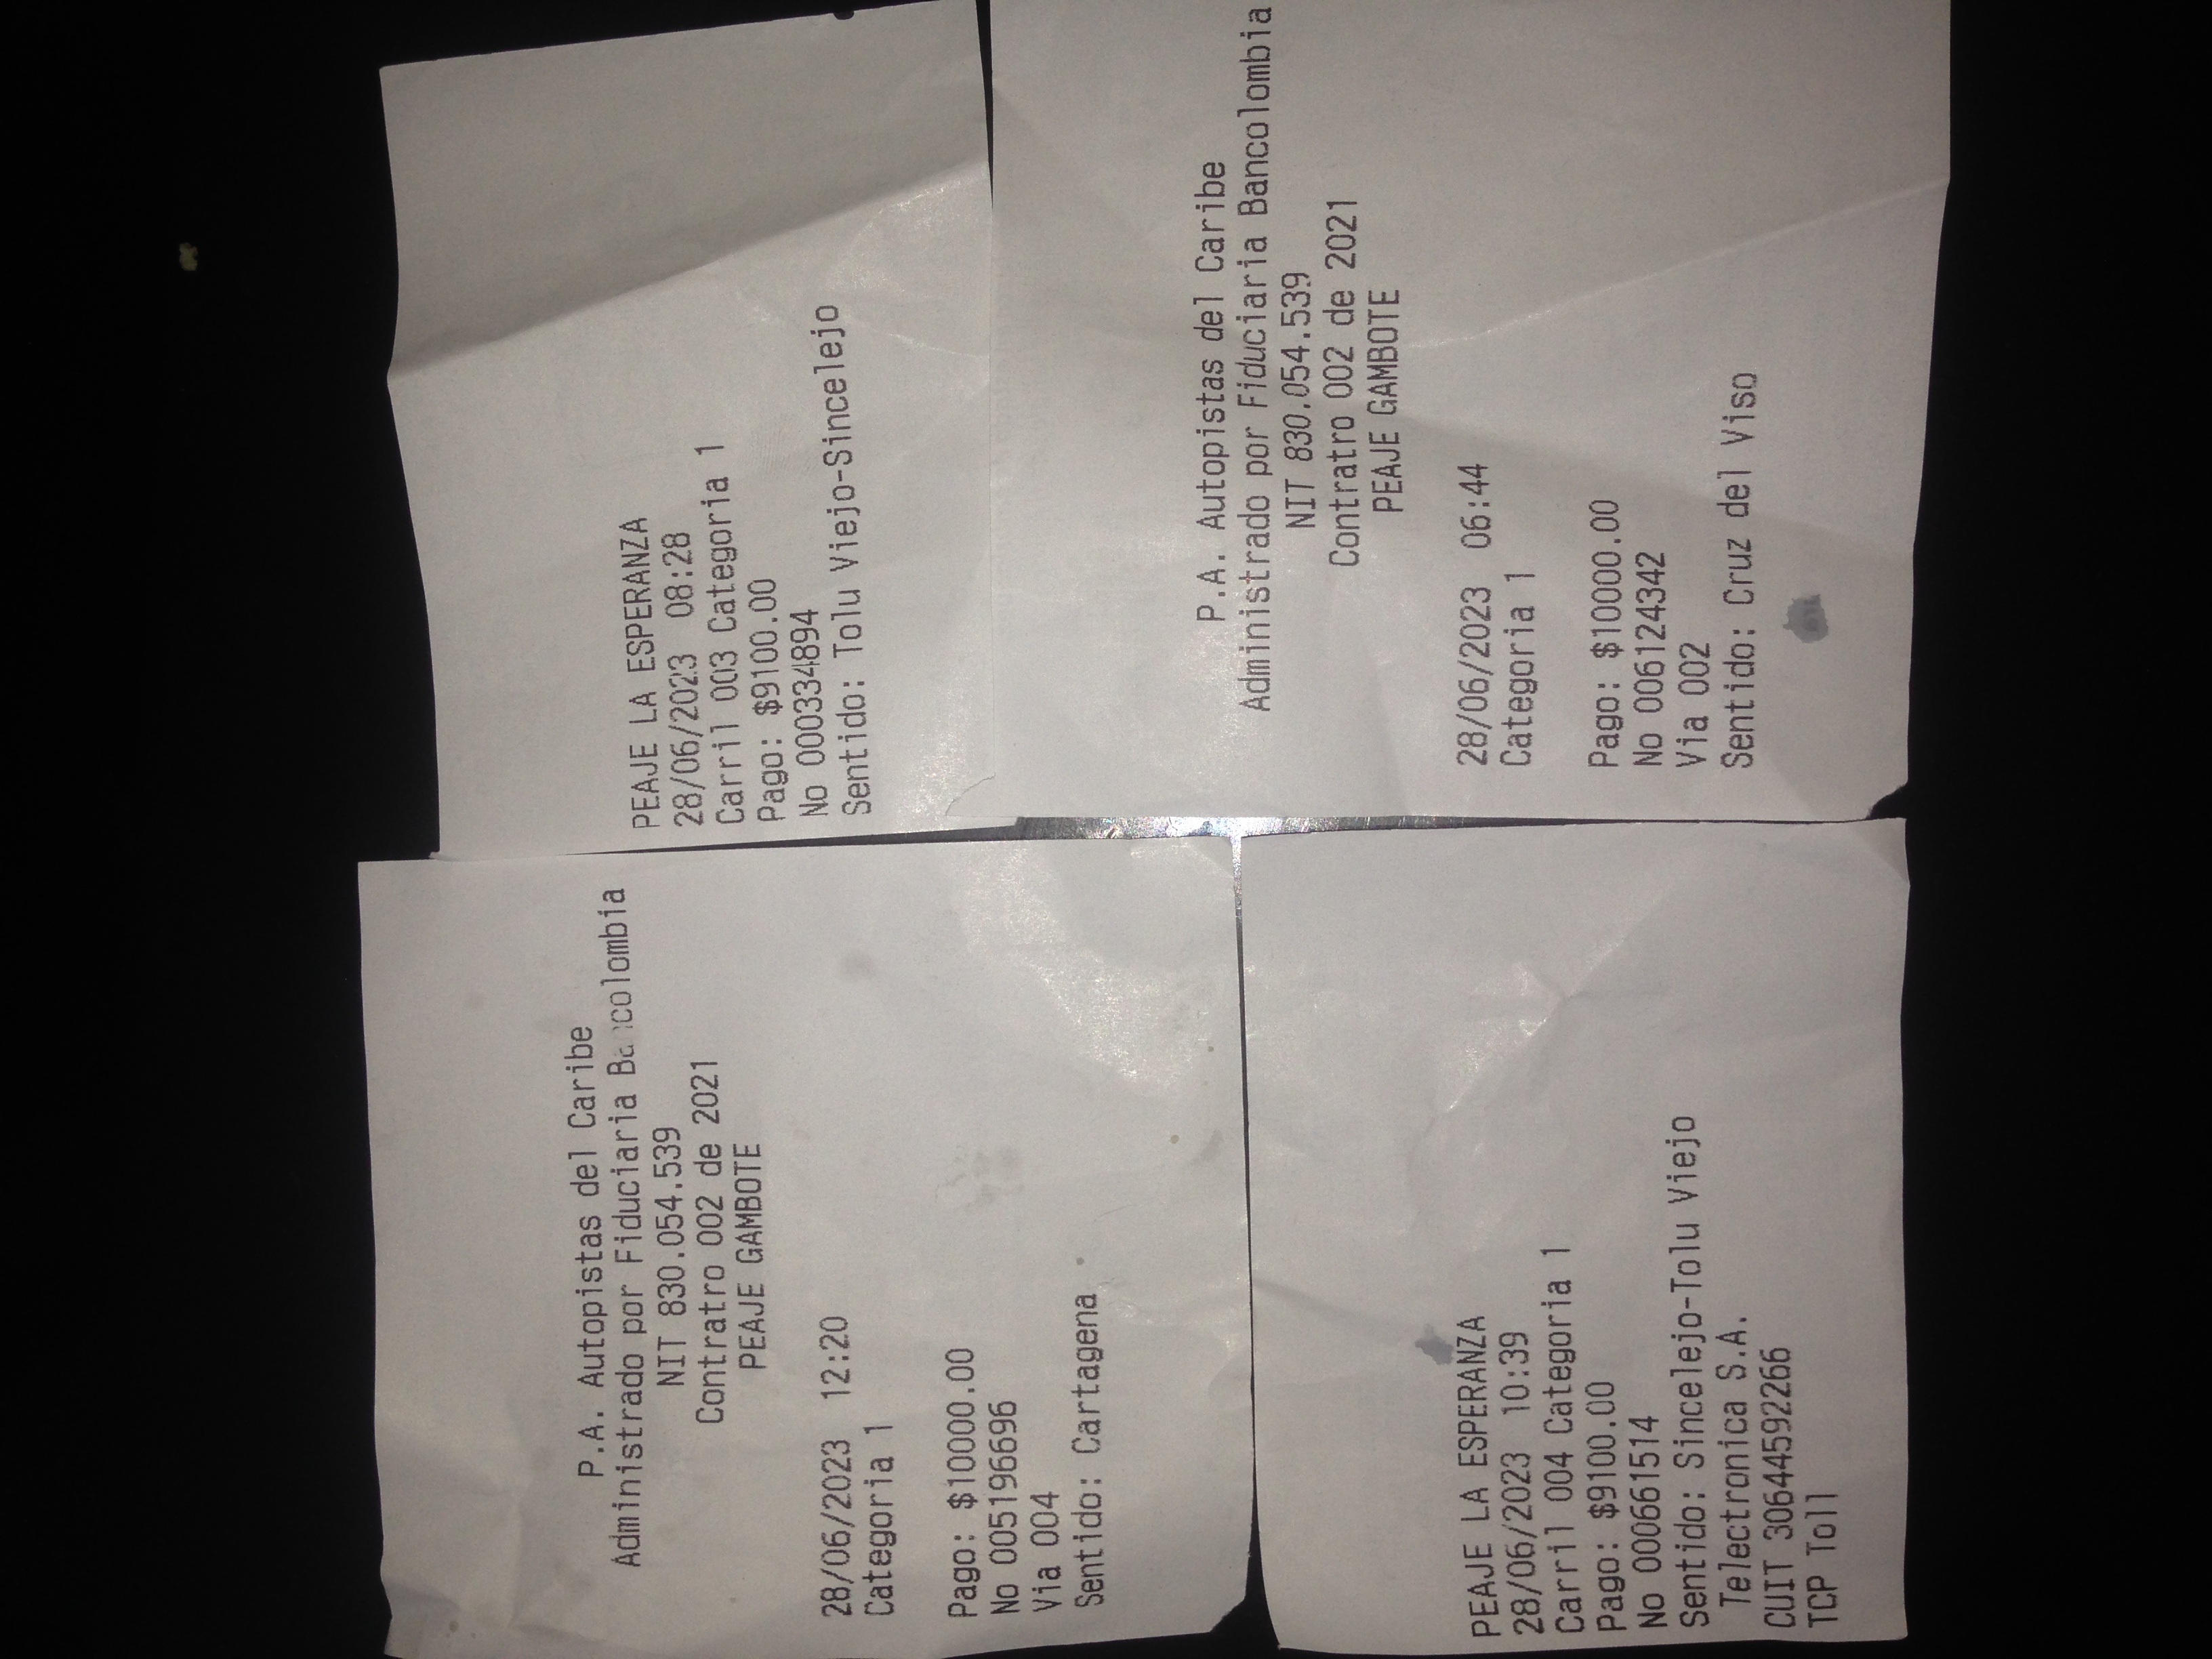 P.A. Autopistas del Caribe
Administrado por Fiduciaria Bancolombia
NIT 830.054.539
Contratro 002 de 2021
PEAJE GAMBOTE
28/06/2023 12:20
Categoria 1
Pago: $10000.00
No 005196696
Via 004
Sentido: Cartagena
PEAJE LA ESPERANZA
28/06/2023 08:28
Carril 003 Categoria 1
Pago: $9100.00
No 000334894
Sentido: Tolu Viejo-Sincelejo
PEAJE LA ESPERANZA
28/06/2023 10:39
Carril 004 Categoria 1
Pago: $9100.00
No 000661514
Sentido: Sincelejo-Tolu Viejo
Telectronica S.A.
CUIT 30644592266
TCP Toll
P.A. Autopistas del Caribe
Administrado por Fiduciaria Bancolombia
NIT 830.054.539
Contratro 002 de 2021
PEAJE GAMBOTE
28/06/2023 06:44
Categoria 1
Pago: $10000.00
No 006124342
Via 002
Sentido: Cruz del Viso